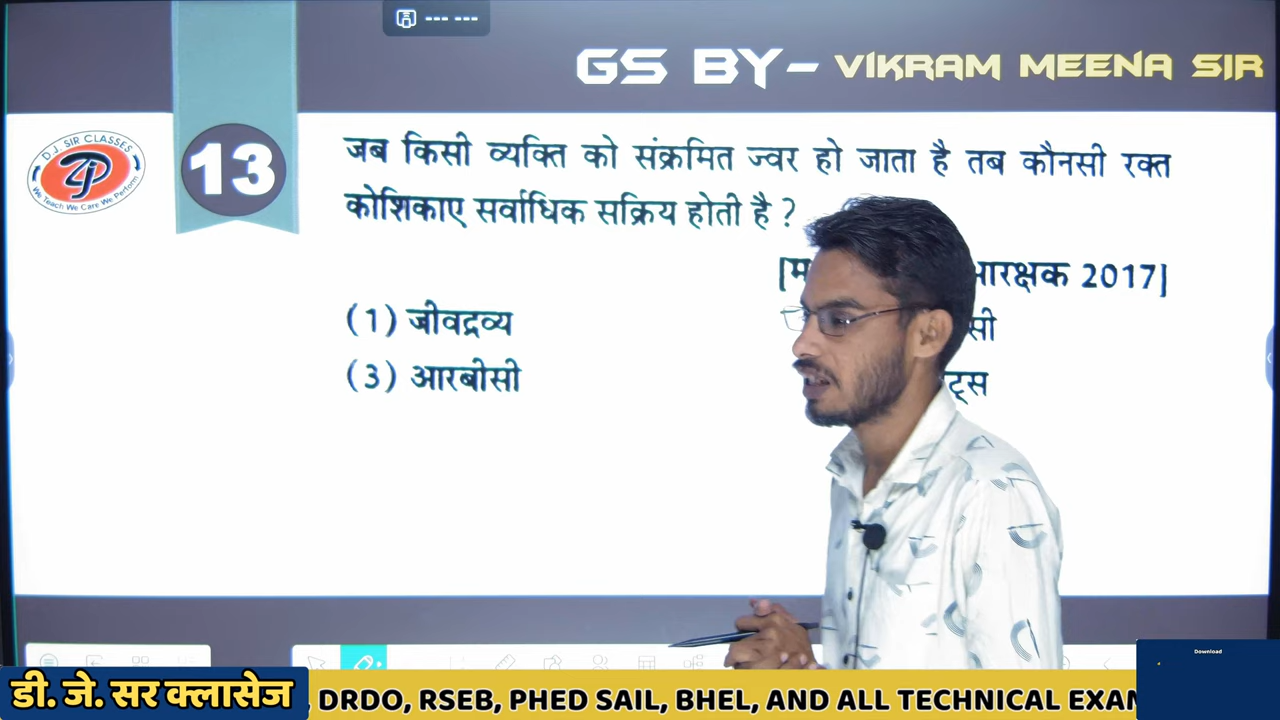 GS BY- VIKRAM MEENA SIR
D.J. SIR CLASSES
We Teach We Care We Perform
13
जब किसी व्यक्ति को संक्रमित ज्वर हो जाता है तब कौनसी रक्त
कोशिकाए सर्वाधिक सक्रिय होती है ?
आरक्षक 2017]
(1) जीवद्रव्य
सी
(3) आरबीसी
ट्स
Download
डी. जे. सर क्लासेज
, DRDO, RSEB, PHED SAIL, BHEL, AND ALL TECHNICAL EXAM